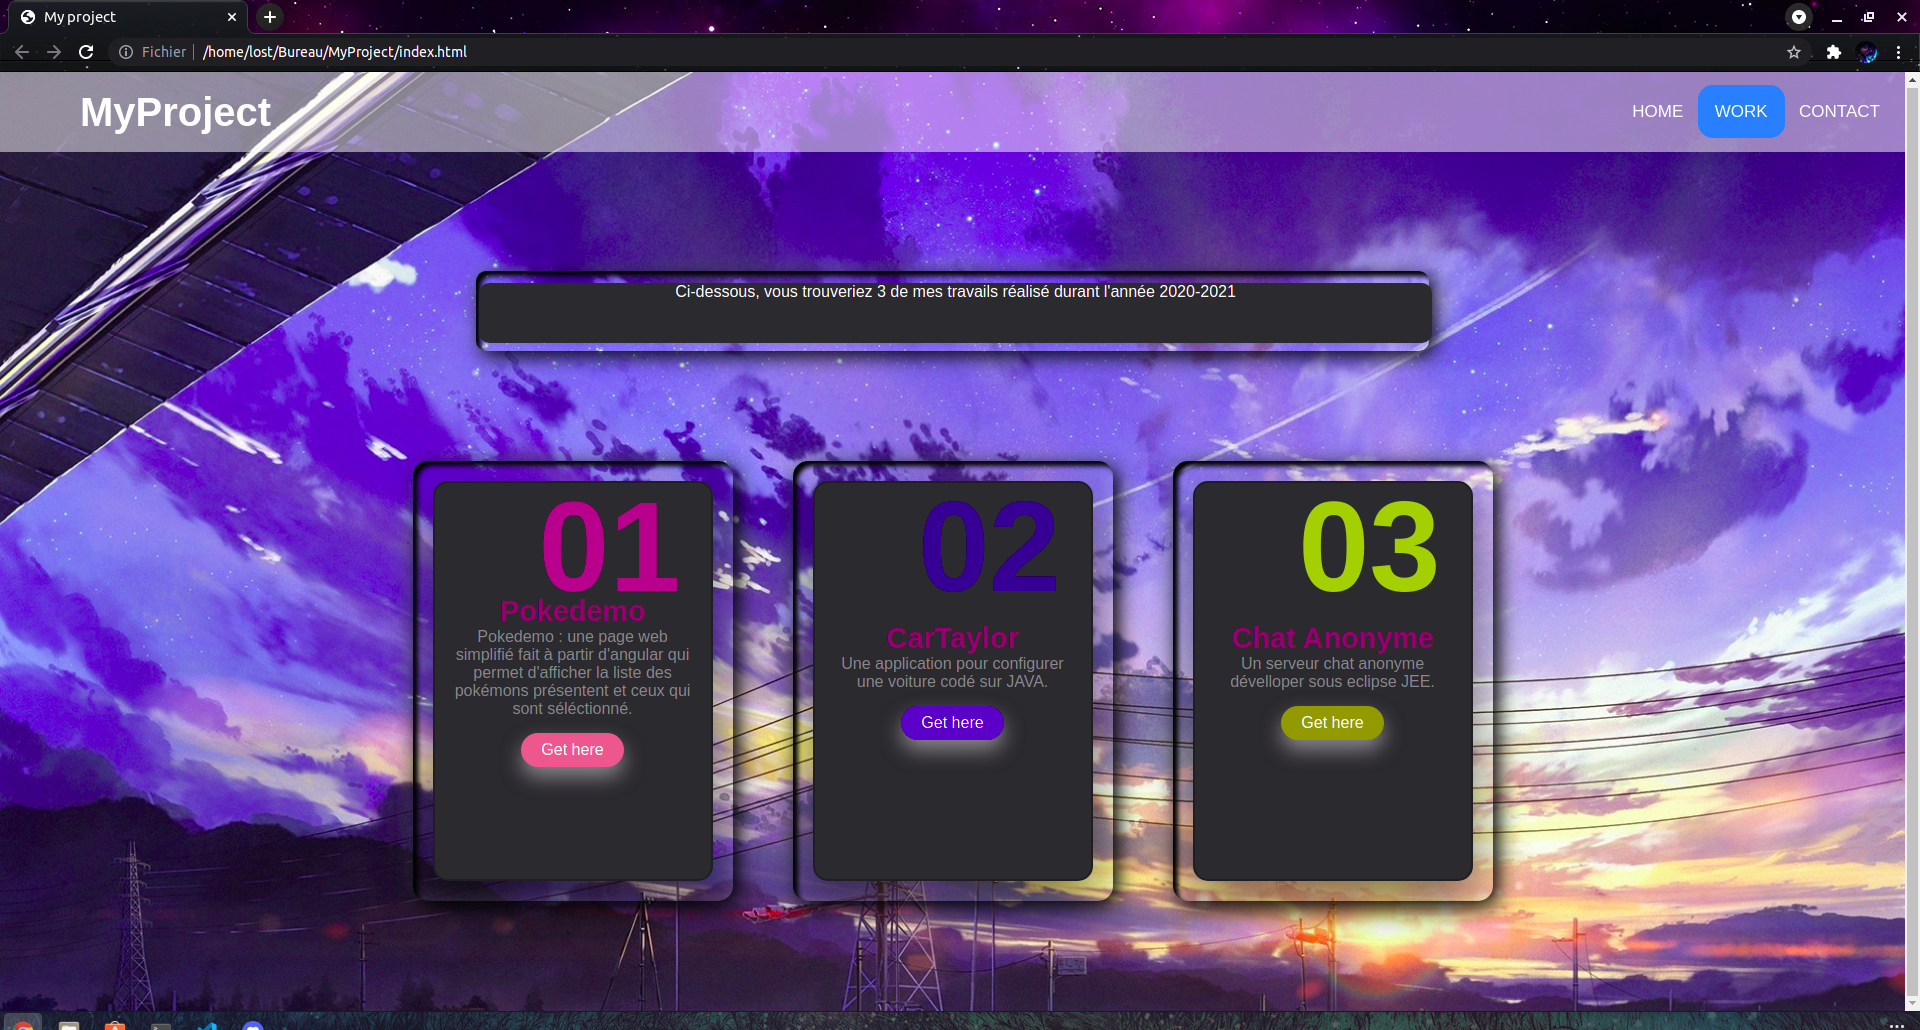 My project
Fichier | /home/lost/Bureau/MyProject/index.html
MyProject
HOME WORK CONTACT
Ci-dessous, vous trouveriez 3 de mes travails réalisé durant l'année 2020-2021
01
Pokedemo
Pokedemo : une page web
simplifié fait à partir d'angular qui
permet d'afficher la liste des
pokémons présentent et ceux qui
sont séléctionné.
Get here
02
CarTaylor
Une application pour configurer
une voiture codé sur JAVA.
Get here
03
Chat Anonyme
Un serveur chat anonyme
dévelloper sous eclipse JEE.
Get here